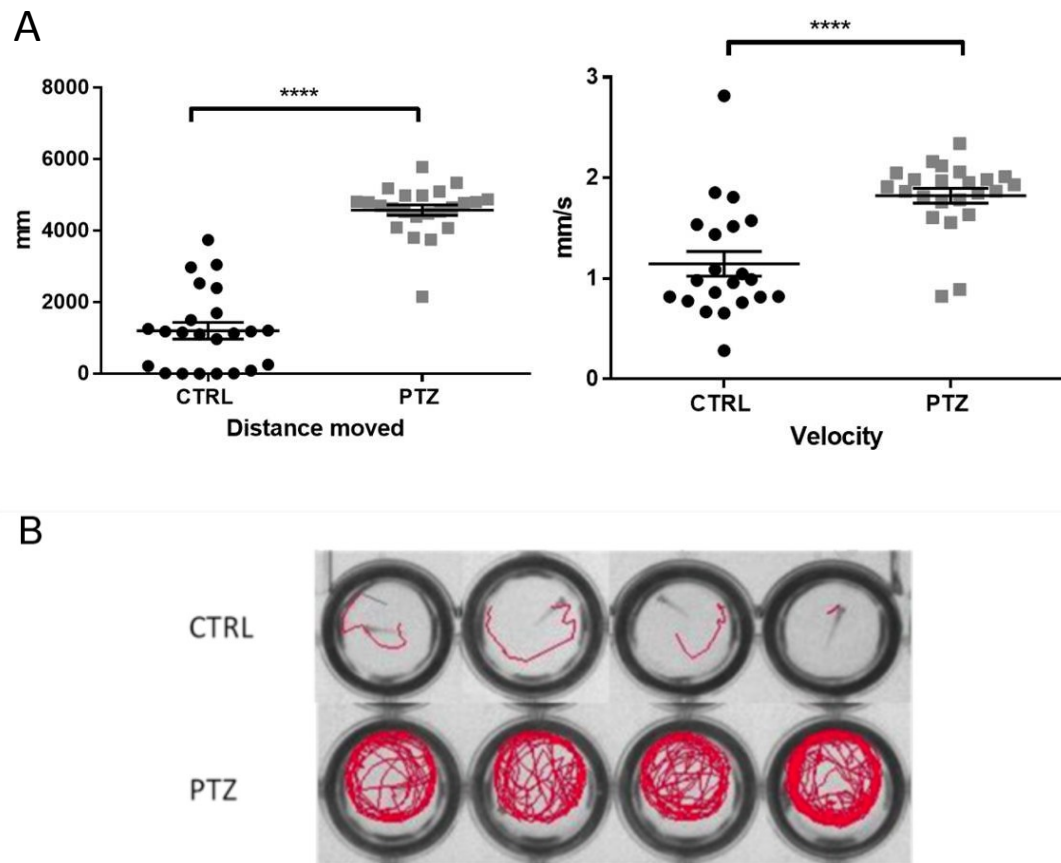 A
****
8000
6000
4000
2000
0
mm
CTRL
PTZ
Distance moved
****
3
2
1
0
mm/s
CTRL
PTZ
Velocity
B
CTRL
PTZ